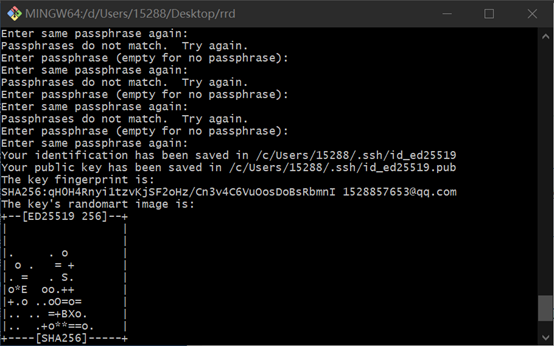 MINGW64:/d/Users/15288/Desktop/rrd
Enter same passphrase again:
Passphrases do not match.  Try again.
Enter passphrase (empty for no passphrase):
Enter same passphrase again:
Passphrases do not match.  Try again.
Enter passphrase (empty for no passphrase):
Enter same passphrase again:
Passphrases do not match.  Try again.
Enter passphrase (empty for no passphrase):
Enter same passphrase again:
Your identification has been saved in /c/Users/15288/.ssh/id_ed25519
Your public key has been saved in /c/Users/15288/.ssh/id_ed25519.pub
The key fingerprint is:
SHA256:qHOH4Rnyi1tzvKjSF2oHz/Cn3v4C6VuOosDoBsRbmnI 1528857653@qq.com
The key's randomart image is:
+--[ED25519 256]--+
|                 |
|                 |
|.     . o        |
| o .   = +       |
|. =   . S.       |
|o*E  oo.++       |
|+.o ..oO=o=      |
|.. .. =+BXo.     |
|..  .+o**==o.    |
+----[SHA256]-----+